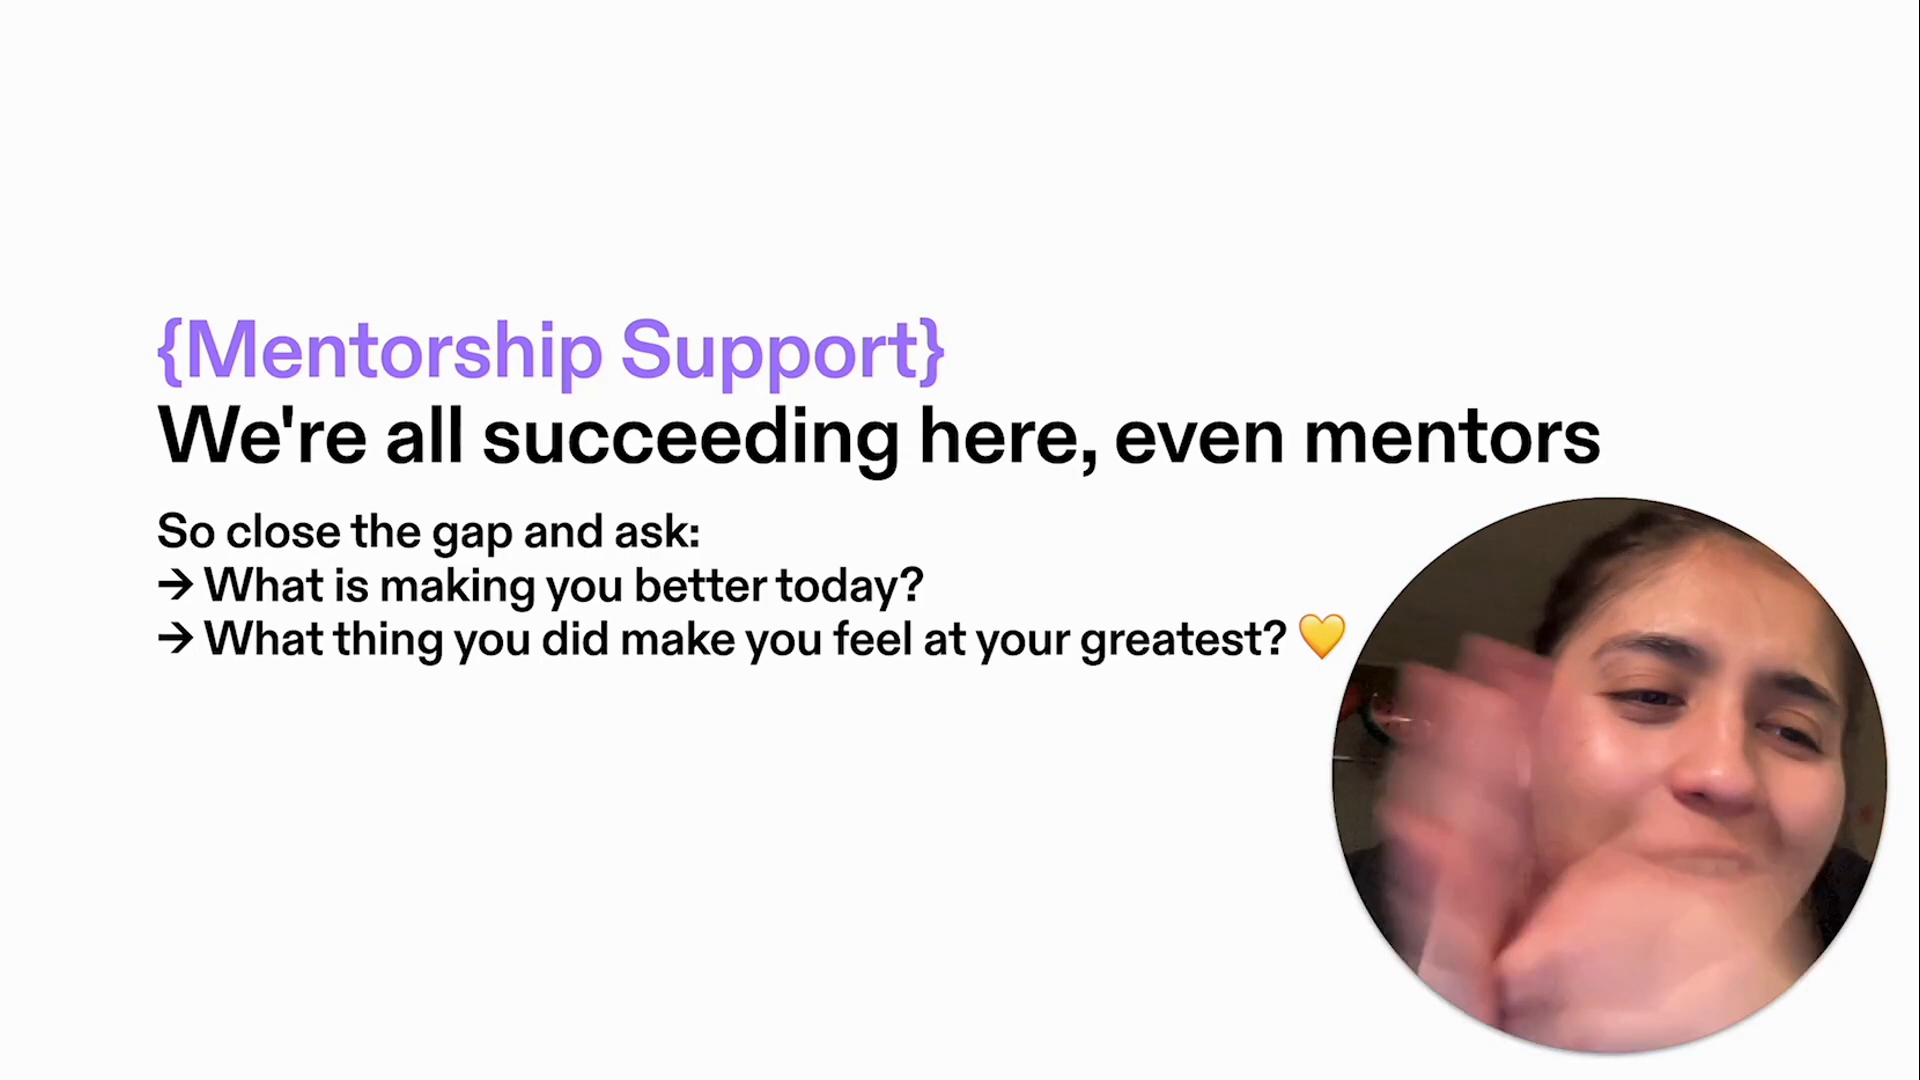 {Mentorship Support}
We're all succeeding here, even mentors
So close the gap and ask:
→ What is making you better today?
→ What thing you did make you feel at your greatest? 💛